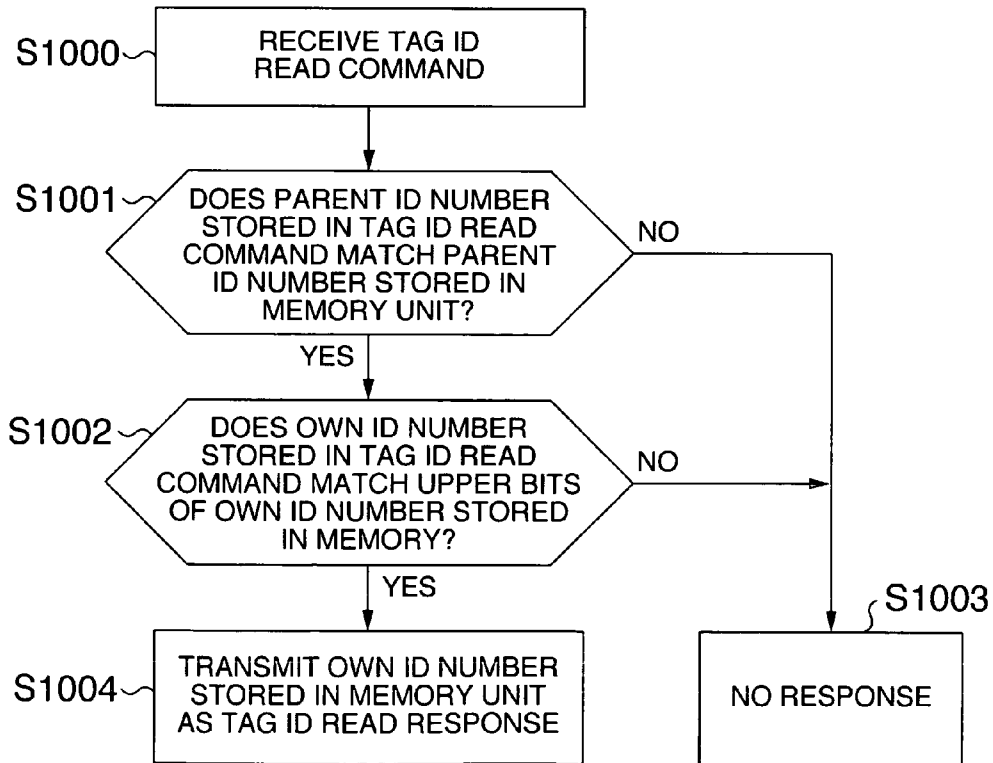 S1000
RECEIVE TAG ID
READ COMMAND
S1001
DOES PARENT ID NUMBER
STORED IN TAG ID READ
COMMAND MATCH PARENT
ID NUMBER STORED IN
MEMORY UNIT?
NO
YES
S1002
DOES OWN ID NUMBER
STORED IN TAG ID READ
COMMAND MATCH UPPER BITS
OF OWN ID NUMBER STORED
IN MEMORY?
NO
YES
S1004
TRANSMIT OWN ID NUMBER
STORED IN MEMORY UNIT
AS TAG ID READ RESPONSE
S1003
NO RESPONSE